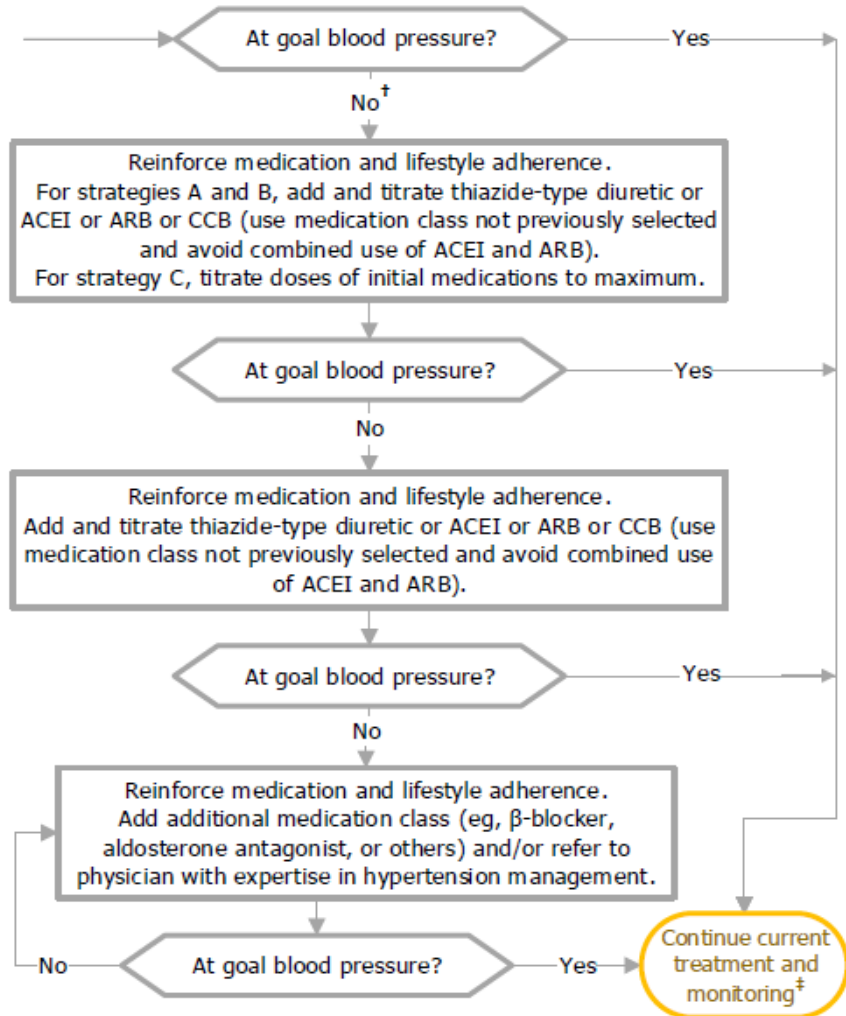 At goal blood pressure?
Yes
No†
Reinforce medication and lifestyle adherence.
For strategies A and B, add and titrate thiazide-type diuretic or
ACEI or ARB or CCB (use medication class not previously selected
and avoid combined use of ACEI and ARB).
For strategy C, titrate doses of initial medications to maximum.
At goal blood pressure?
Yes
No
Reinforce medication and lifestyle adherence.
Add and titrate thiazide-type diuretic or ACEI or ARB or CCB (use
medication class not previously selected and avoid combined use
of ACEI and ARB).
At goal blood pressure?
Yes
No
Reinforce medication and lifestyle adherence.
Add additional medication class (eg, β-blocker,
aldosterone antagonist, or others) and/or refer to
physician with expertise in hypertension management.
No
At goal blood pressure?
Yes
Continue current
treatment and
monitoring‡